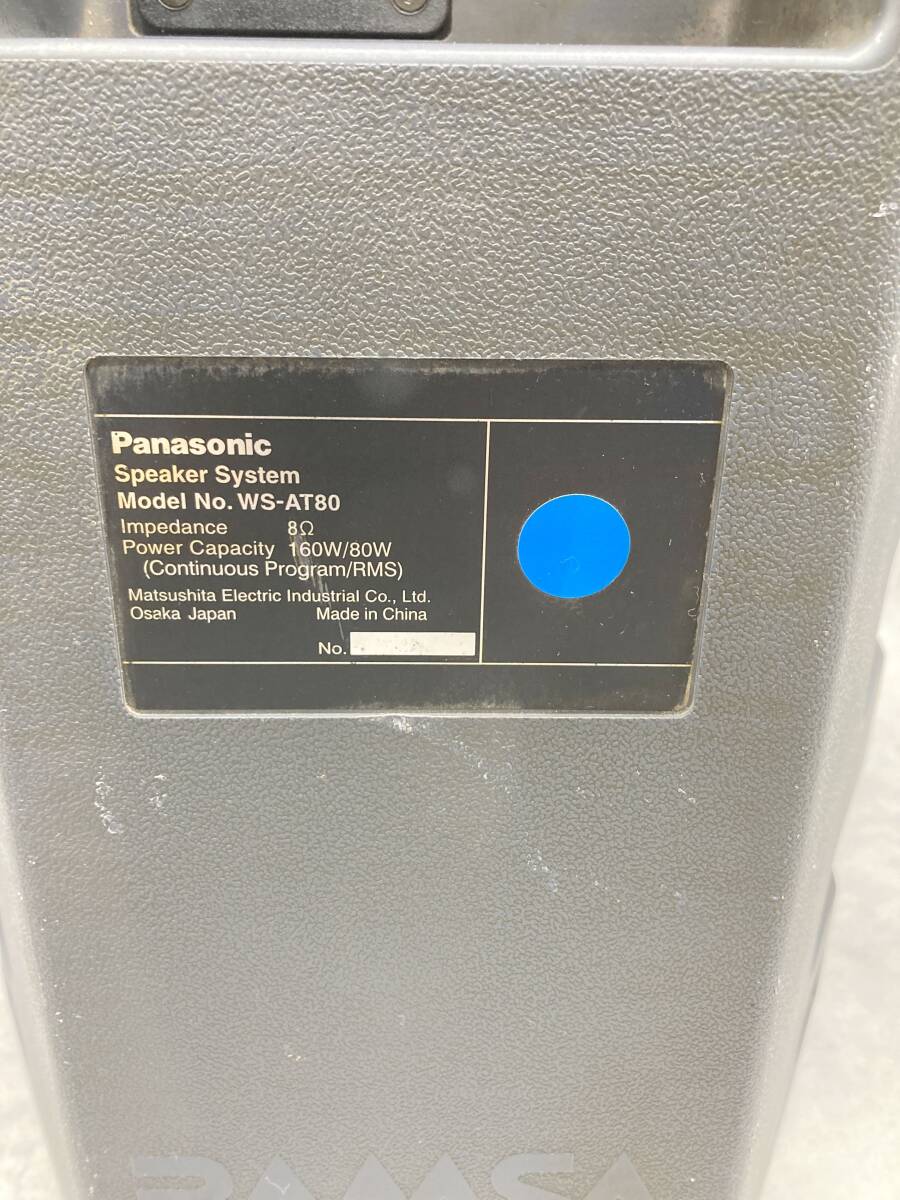 Panasonic
Speaker System
Model No. WS-AT80
Impedance 8Ω
Power Capacity 160W/80W
(Continuous Program/RMS)
Matsushita Electric Industrial Co., Ltd.
Osaka Japan Made in China
No.
RAMSA